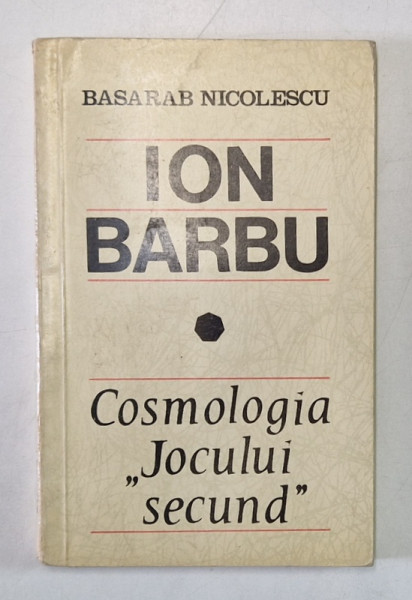 BASARAB NICOLESCU
ION
BARBU
Cosmologia
„Jocului
secund”